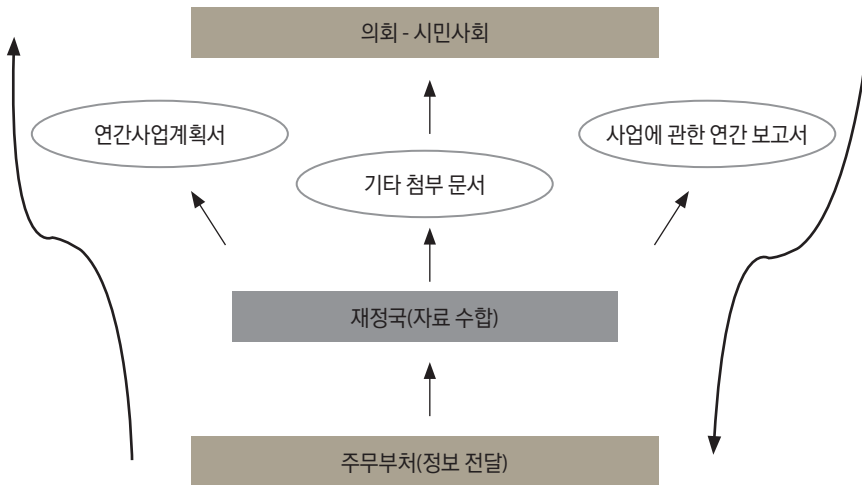 의회 - 시민사회
연간사업계획서
사업에 관한 연간 보고서
기타 첨부 문서
재정국(자료 수합)
주무부처(정보 전달)